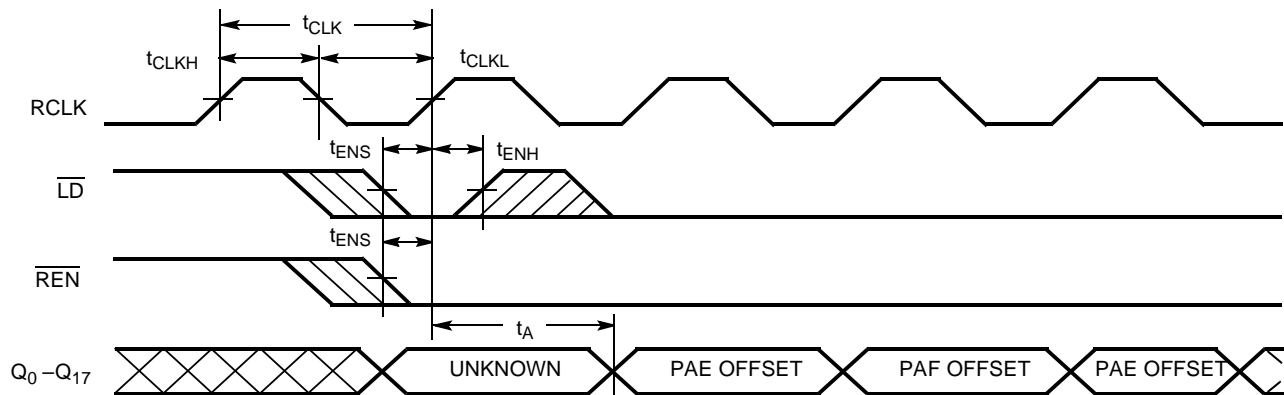 tCLK
tCLKH
tCLKL
RCLK
tENS
tENH
LD
tENS
REN
tA
Q0 –Q17
UNKNOWN
PAE OFFSET
PAF OFFSET
PAE OFFSET